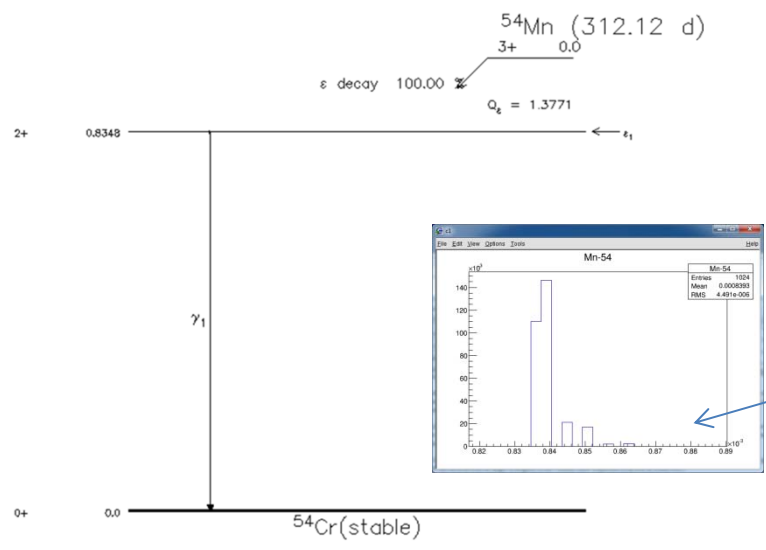 ⁵⁴Mn (312.12 d)
3+ 0.0
ε decay 100.00 %
Qε = 1.3771
2+ 0.8348 ε₁
γ₁
0+ 0.0
⁵⁴Cr(stable)
c1
File Edit View Options Tools Help
Mn-54
×10³
Mn-54
Entries 1024
Mean 0.0008393
RMS 4.491e-006
140
120
100
80
60
40
20
0
0.82 0.83 0.84 0.85 0.86 0.87 0.88 0.89
×10⁻³